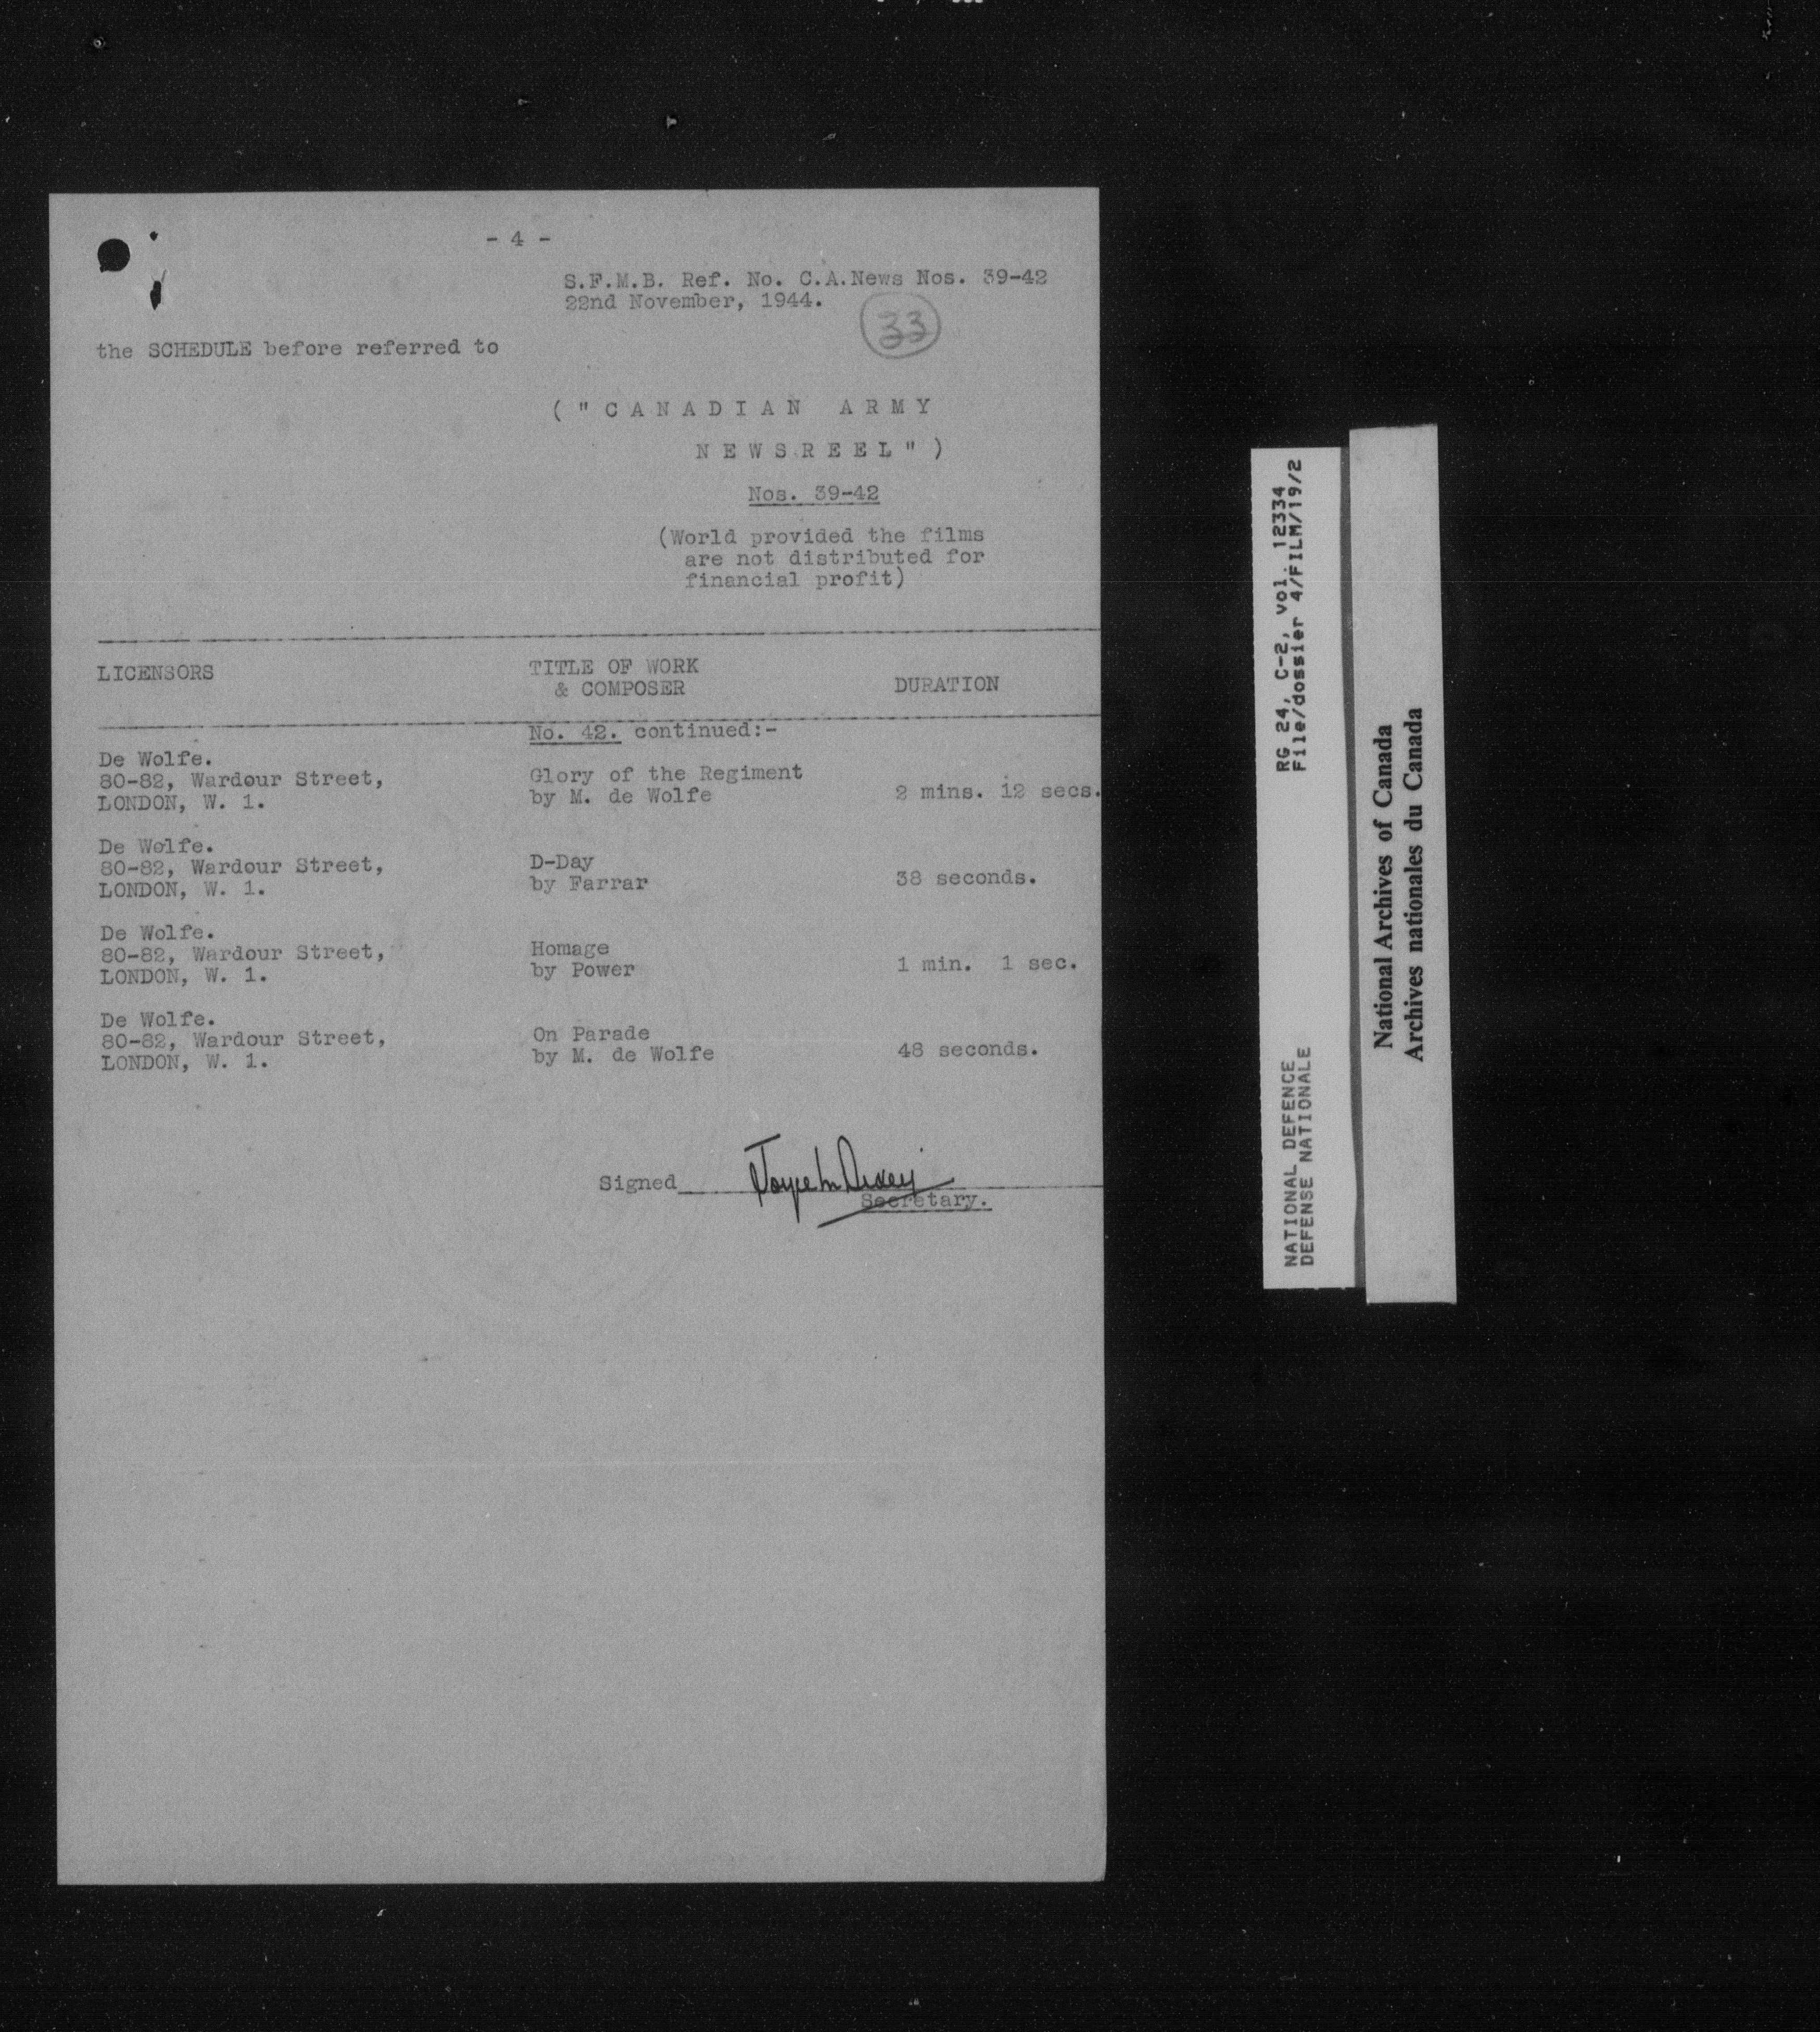 - 4 -
S.F.M.B. Ref. No. C.A.News Nos. 39-42
22nd November, 1944.
33
the SCHEDULE before referred to
("CANADIAN ARMY
NEWSREEL")
Nos. 39-42
(World provided the films
are not distributed for
financial profit)
LICENSORS
TITLE OF WORK
& COMPOSER
DURATION
No. 42. continued:-
De Wolfe.
80-82, Wardour Street,
LONDON, W. 1.
Glory of the Regiment
by M. de Wolfe
2 mins. 12 secs.
De Wolfe.
80-82, Wardour Street,
LONDON, W. 1.
D-Day
by Farrar
38 seconds.
De Wolfe.
80-82, Wardour Street,
LONDON, W. 1.
Homage
by Power
1 min. 1 sec.
De Wolfe.
80-82, Wardour Street,
LONDON, W. 1.
On Parade
by M. de Wolfe
48 seconds.
Signed
Secretary.
RG 24, C-2, vol. 12334
File/dossier 4/FILM/19/2
NATIONAL DEFENCE
DEFENSE NATIONALE
National Archives of Canada
Archives nationales du Canada